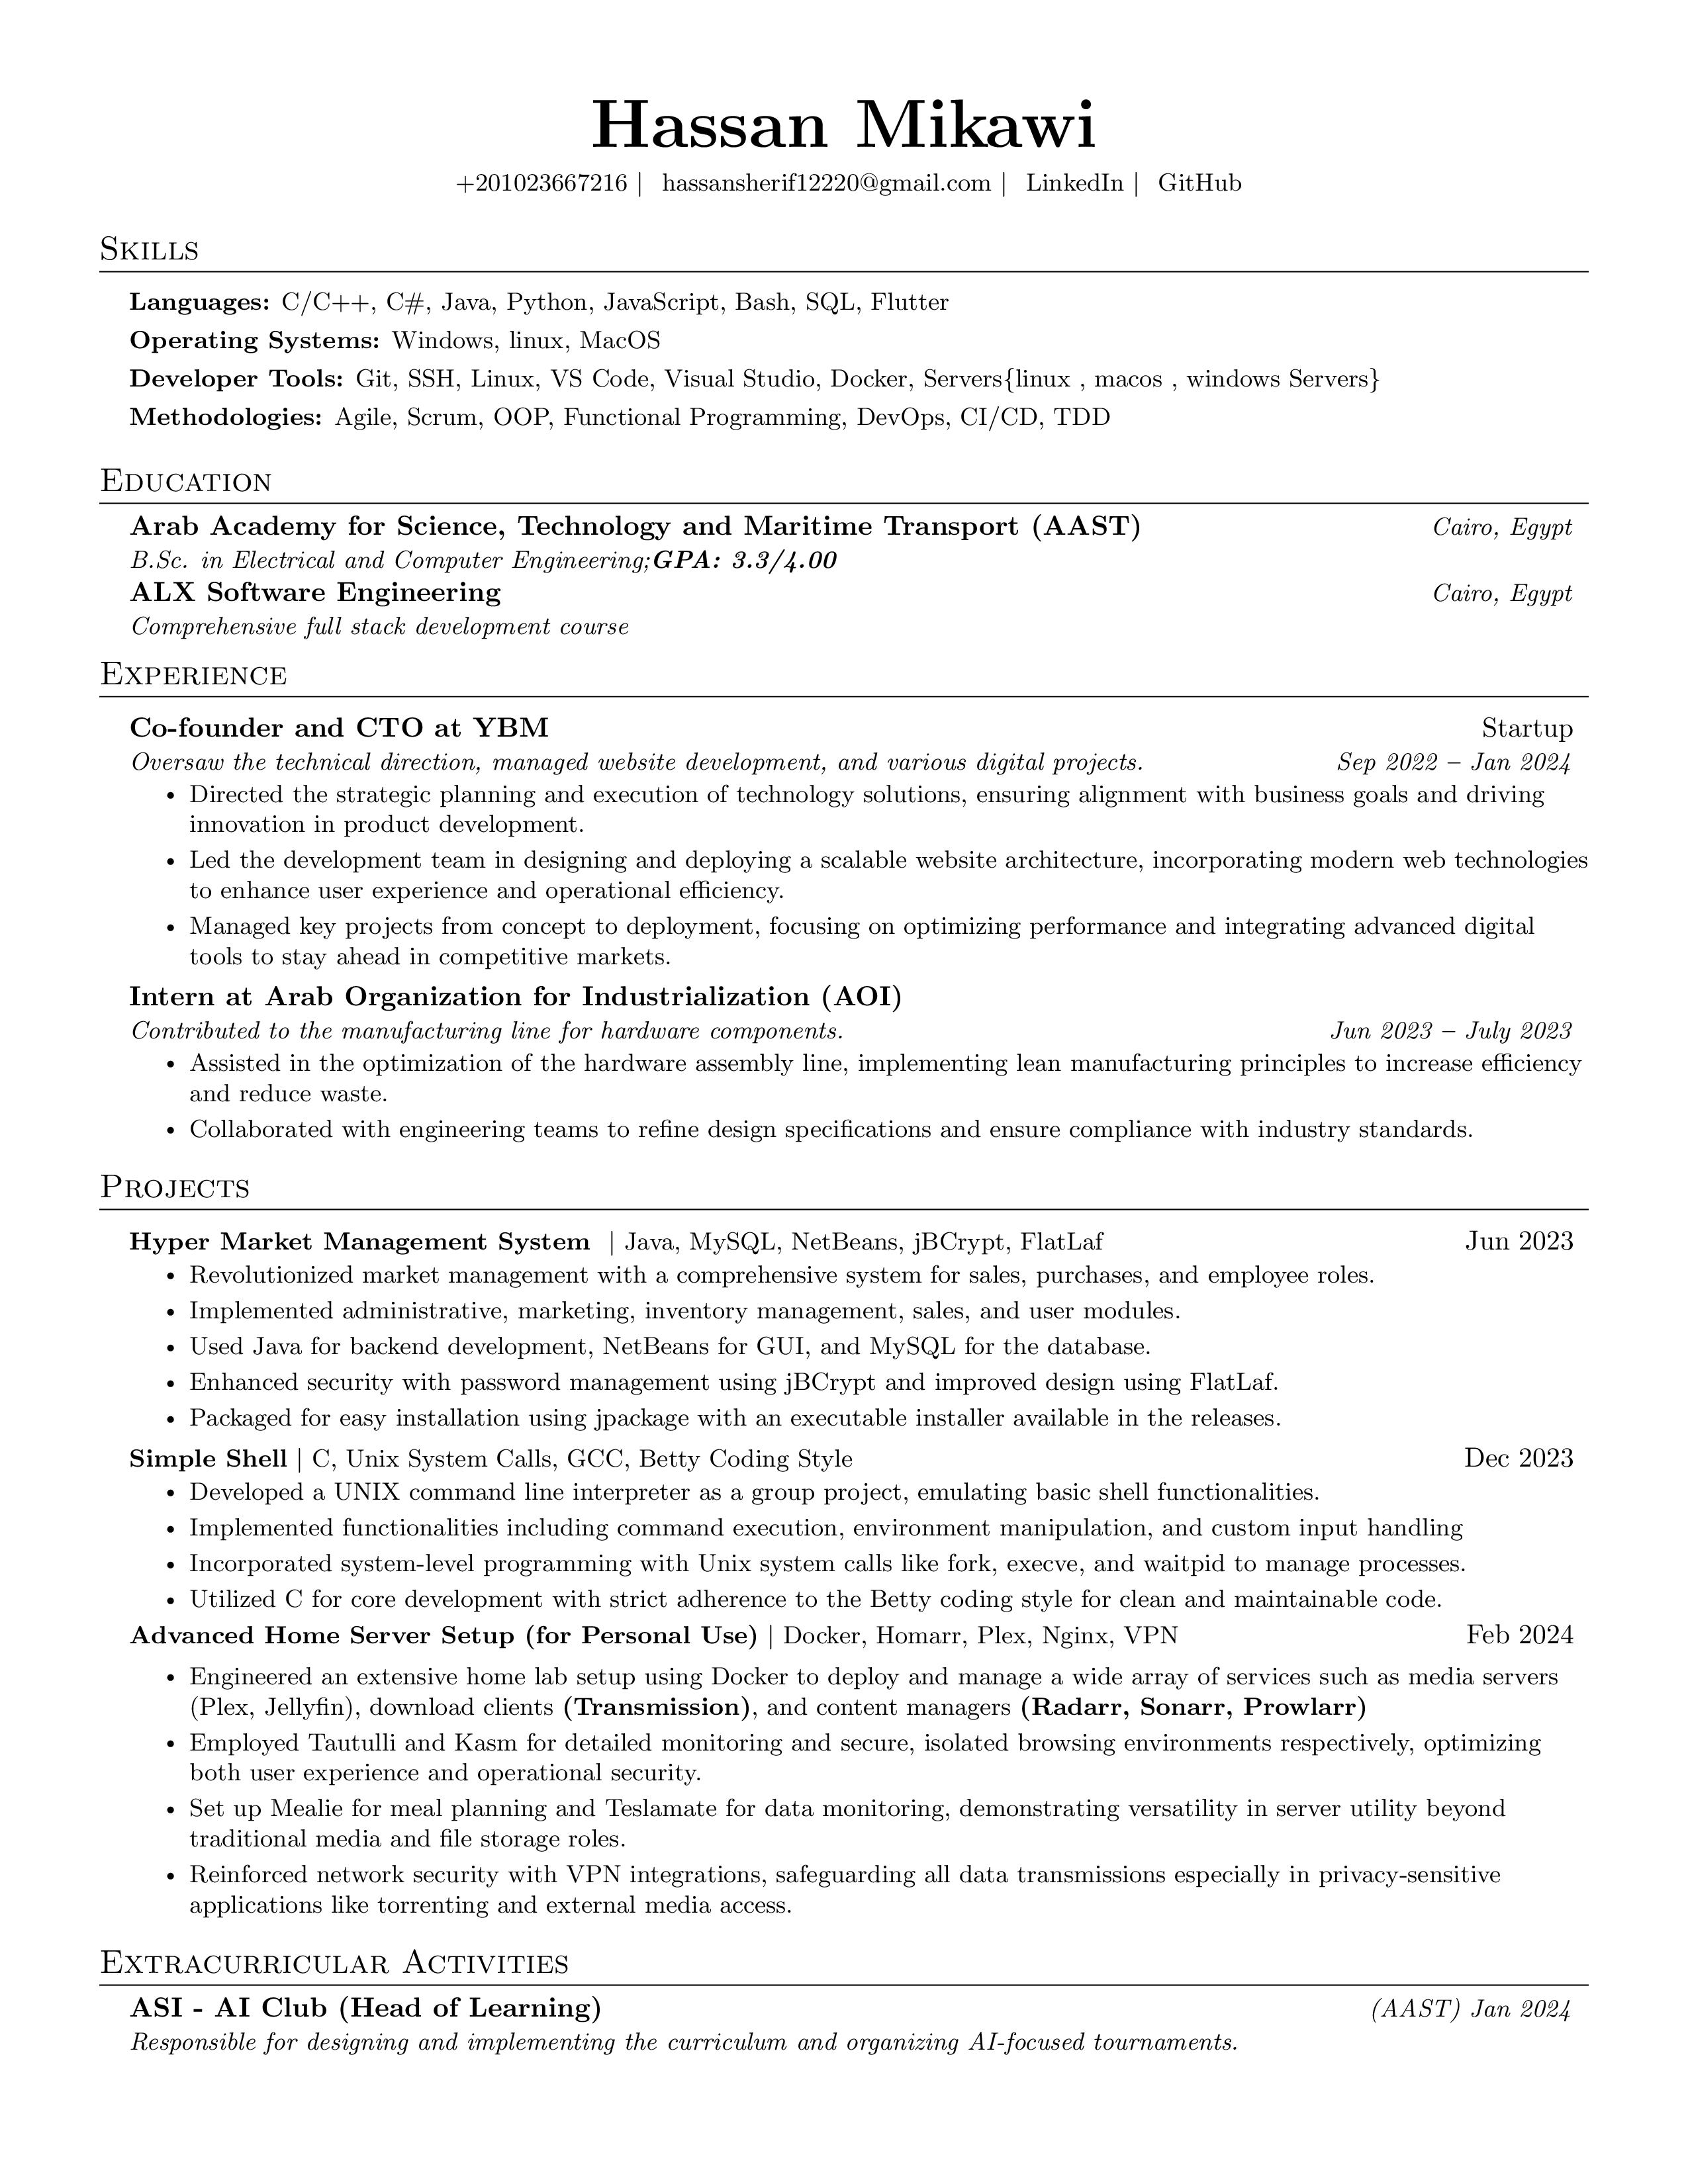 Hassan Mikawi
+201023667216 | hassansherif12220@gmail.com | LinkedIn | GitHub
Skills
Languages: C/C++, C#, Java, Python, JavaScript, Bash, SQL, Flutter
Operating Systems: Windows, linux, MacOS
Developer Tools: Git, SSH, Linux, VS Code, Visual Studio, Docker, Servers{linux , macos , windows Servers}
Methodologies: Agile, Scrum, OOP, Functional Programming, DevOps, CI/CD, TDD
Education
Arab Academy for Science, Technology and Maritime Transport (AAST) Cairo, Egypt
B.Sc. in Electrical and Computer Engineering;GPA: 3.3/4.00
ALX Software Engineering Cairo, Egypt
Comprehensive full stack development course
Experience
Co-founder and CTO at YBM Startup
Oversaw the technical direction, managed website development, and various digital projects. Sep 2022 – Jan 2024
• Directed the strategic planning and execution of technology solutions, ensuring alignment with business goals and driving
innovation in product development.
• Led the development team in designing and deploying a scalable website architecture, incorporating modern web technologies
to enhance user experience and operational efficiency.
• Managed key projects from concept to deployment, focusing on optimizing performance and integrating advanced digital
tools to stay ahead in competitive markets.
Intern at Arab Organization for Industrialization (AOI)
Contributed to the manufacturing line for hardware components. Jun 2023 – July 2023
• Assisted in the optimization of the hardware assembly line, implementing lean manufacturing principles to increase efficiency
and reduce waste.
• Collaborated with engineering teams to refine design specifications and ensure compliance with industry standards.
Projects
Hyper Market Management System | Java, MySQL, NetBeans, jBCrypt, FlatLaf Jun 2023
• Revolutionized market management with a comprehensive system for sales, purchases, and employee roles.
• Implemented administrative, marketing, inventory management, sales, and user modules.
• Used Java for backend development, NetBeans for GUI, and MySQL for the database.
• Enhanced security with password management using jBCrypt and improved design using FlatLaf.
• Packaged for easy installation using jpackage with an executable installer available in the releases.
Simple Shell | C, Unix System Calls, GCC, Betty Coding Style Dec 2023
• Developed a UNIX command line interpreter as a group project, emulating basic shell functionalities.
• Implemented functionalities including command execution, environment manipulation, and custom input handling
• Incorporated system-level programming with Unix system calls like fork, execve, and waitpid to manage processes.
• Utilized C for core development with strict adherence to the Betty coding style for clean and maintainable code.
Advanced Home Server Setup (for Personal Use) | Docker, Homarr, Plex, Nginx, VPN Feb 2024
• Engineered an extensive home lab setup using Docker to deploy and manage a wide array of services such as media servers
(Plex, Jellyfin), download clients (Transmission), and content managers (Radarr, Sonarr, Prowlarr)
• Employed Tautulli and Kasm for detailed monitoring and secure, isolated browsing environments respectively, optimizing
both user experience and operational security.
• Set up Mealie for meal planning and Teslamate for data monitoring, demonstrating versatility in server utility beyond
traditional media and file storage roles.
• Reinforced network security with VPN integrations, safeguarding all data transmissions especially in privacy-sensitive
applications like torrenting and external media access.
Extracurricular Activities
ASI - AI Club (Head of Learning) (AAST) Jan 2024
Responsible for designing and implementing the curriculum and organizing AI-focused tournaments.